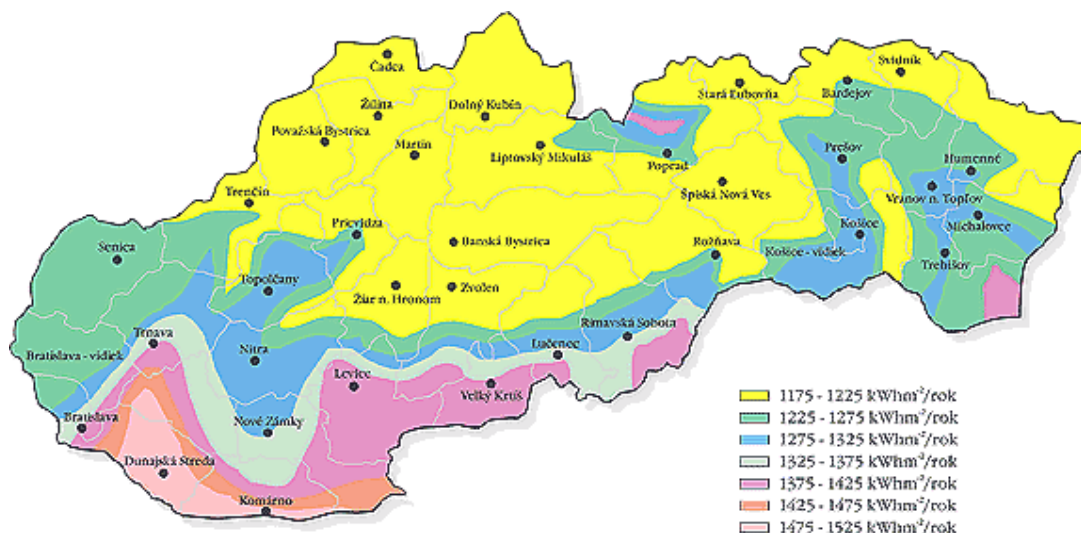 Čadca
Svidník
Stará Ľubovňa
Bardejov
Žilina
Dolný Kubín
Považská Bystrica
Martin
Liptovský Mikuláš
Poprad
Prešov
Humenné
Spišská Nová Ves
Vranov n. Topľov
Trenčín
Michalovce
Prievidza
Banská Bystrica
Senica
Rožňava
Košice
Košice - vidiek
Trebišov
Topoľčany
Žiar n. Hronom
Zvolen
Rimavská Sobota
Trnava
Lučenec
Bratislava - vidiek
Nitra
Levice
Velký Krtíš
Bratislava
Nové Zámky
Dunajská Streda
Komárno
1175 - 1225 kWhm⁻²/rok
1225 - 1275 kWhm⁻²/rok
1275 - 1325 kWhm⁻²/rok
1325 - 1375 kWhm⁻²/rok
1375 - 1425 kWhm⁻²/rok
1425 - 1475 kWhm⁻²/rok
1475 - 1525 kWhm⁻²/rok